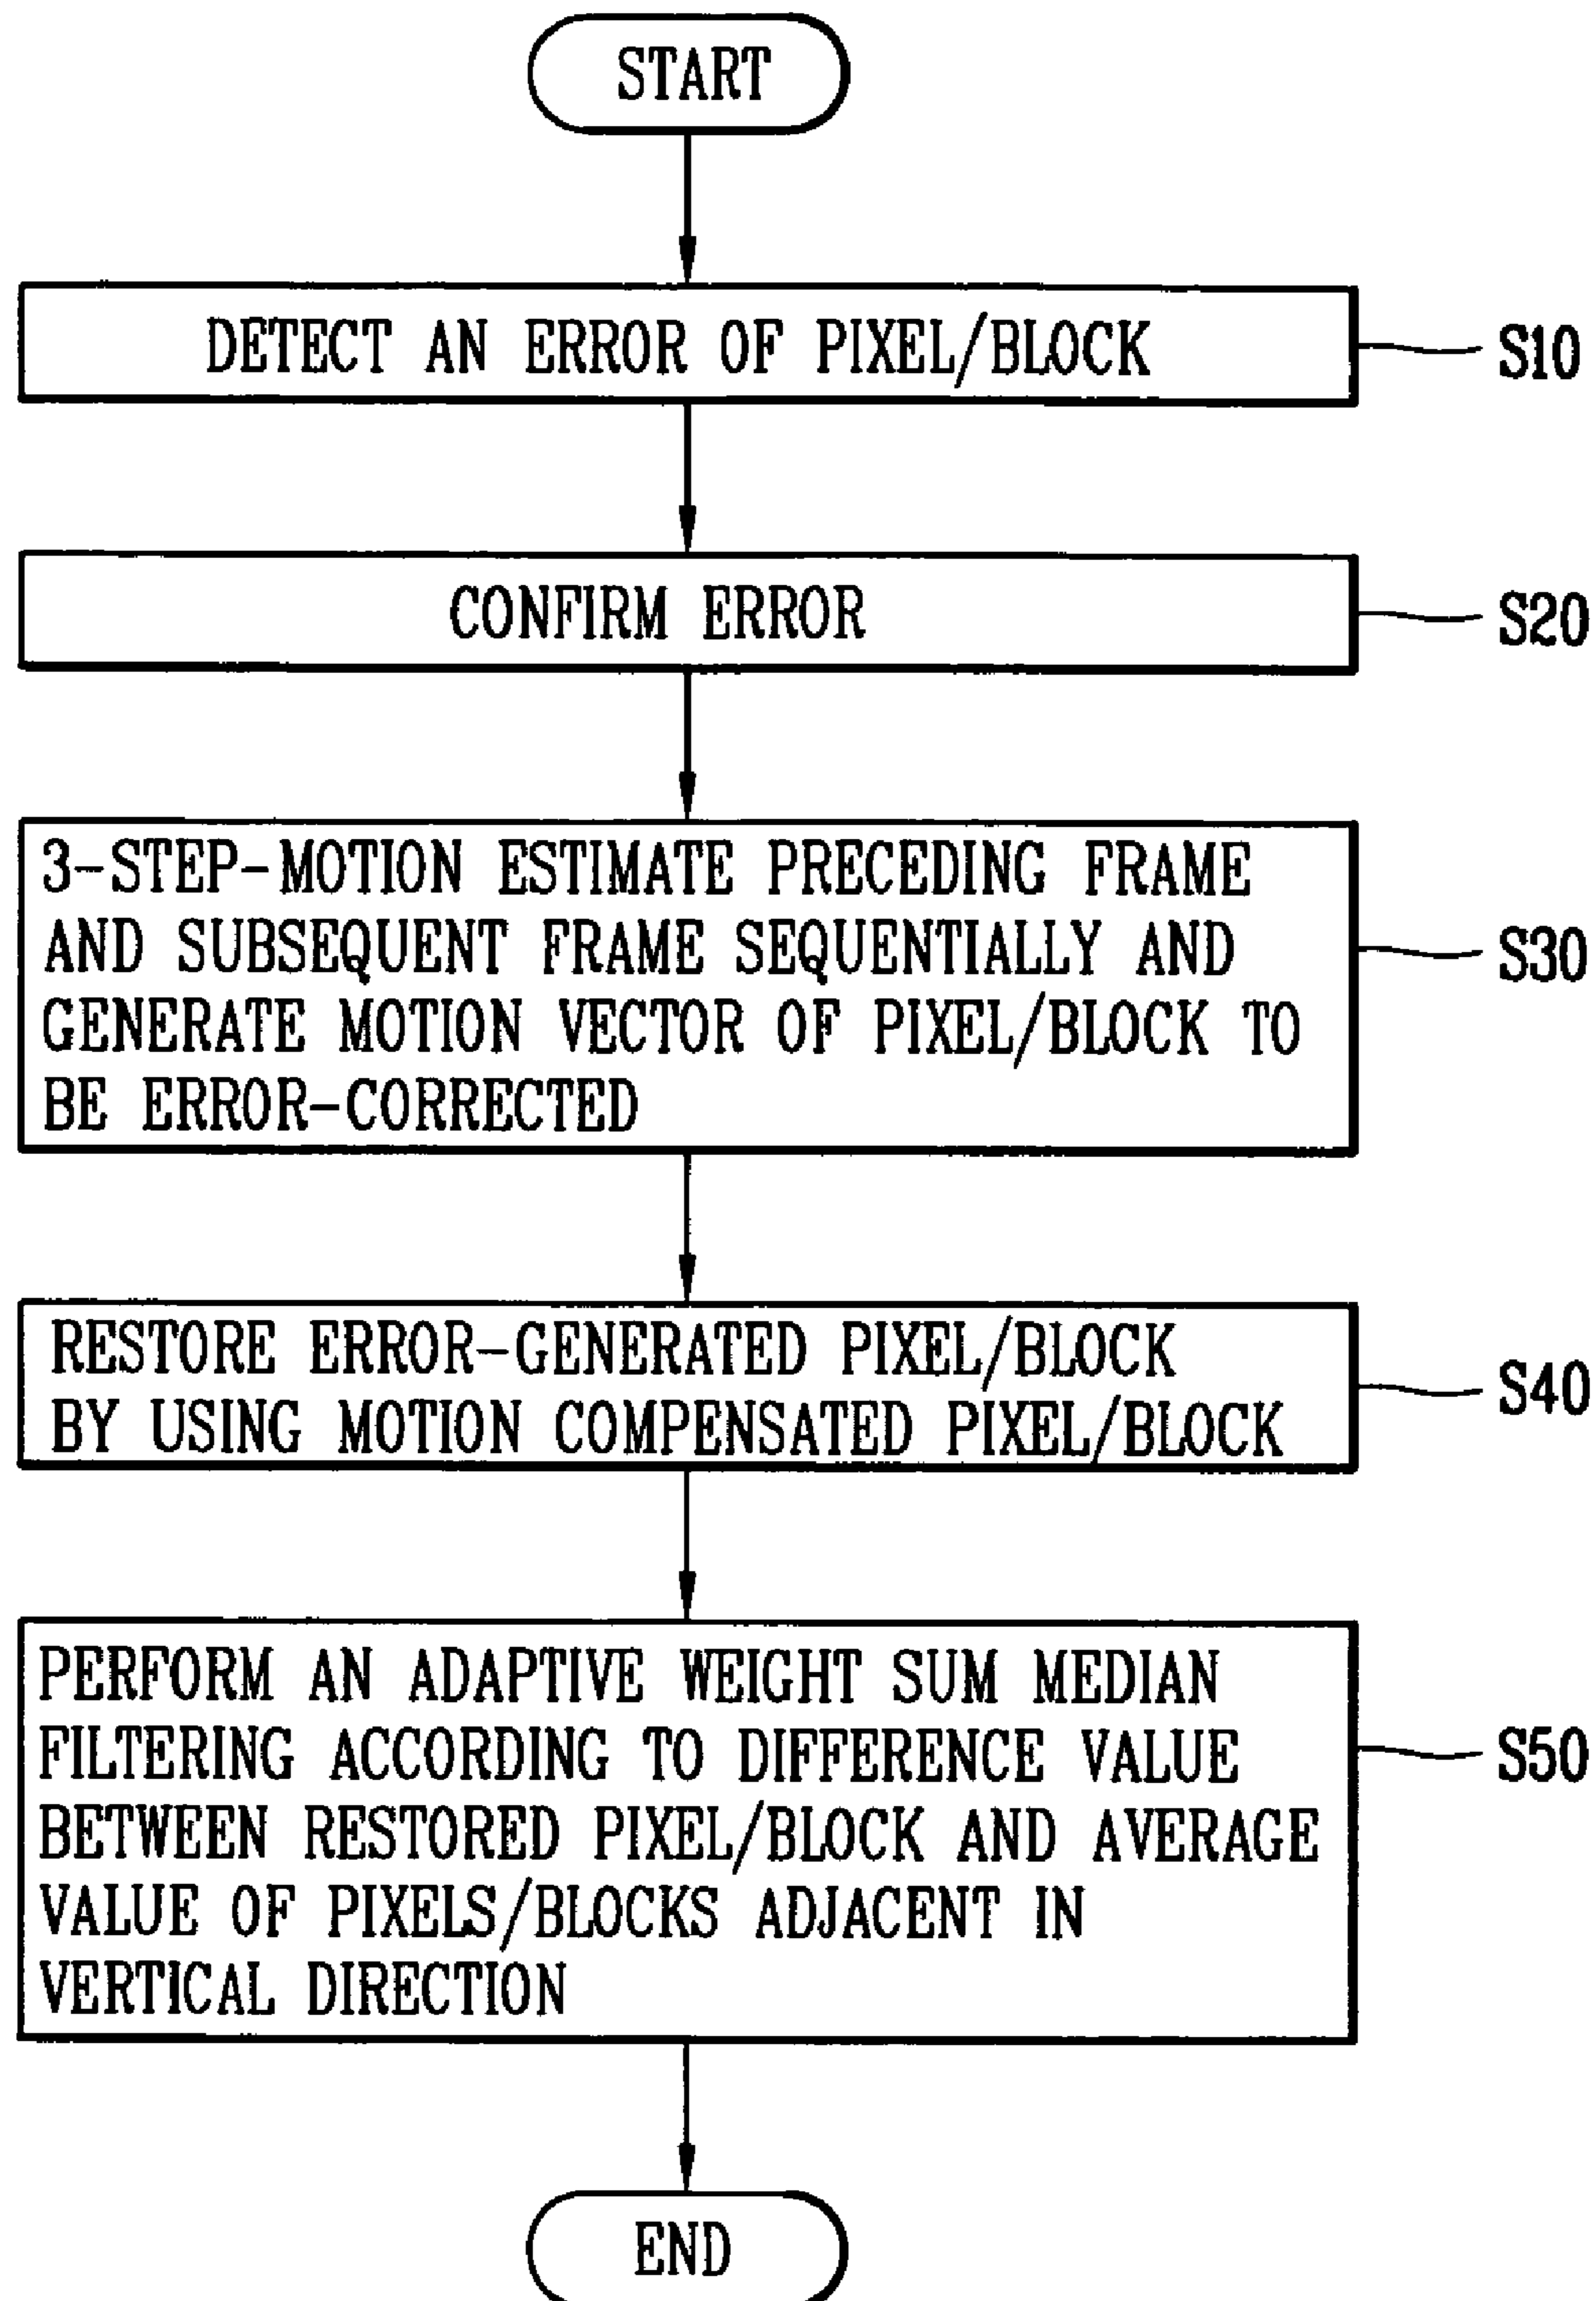 START
DETECT AN ERROR OF PIXEL/BLOCK
S10
CONFIRM ERROR
S20
3-STEP-MOTION ESTIMATE PRECEDING FRAME
AND SUBSEQUENT FRAME SEQUENTIALLY AND
GENERATE MOTION VECTOR OF PIXEL/BLOCK TO
BE ERROR-CORRECTED
S30
RESTORE ERROR-GENERATED PIXEL/BLOCK
BY USING MOTION COMPENSATED PIXEL/BLOCK
S40
PERFORM AN ADAPTIVE WEIGHT SUM MEDIAN
FILTERING ACCORDING TO DIFFERENCE VALUE
BETWEEN RESTORED PIXEL/BLOCK AND AVERAGE
VALUE OF PIXELS/BLOCKS ADJACENT IN
VERTICAL DIRECTION
S50
END